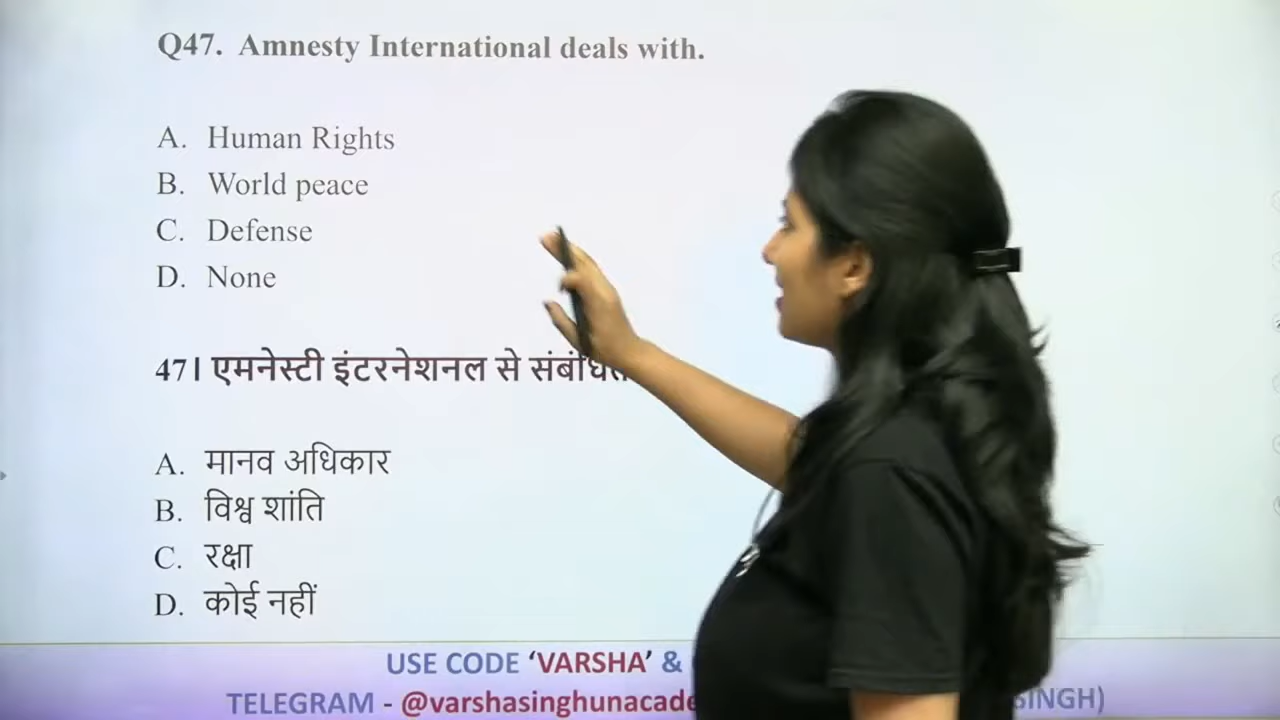 Q47. Amnesty International deals with.
A. Human Rights
B. World peace
C. Defense
D. None
47। एमनेस्टी इंटरनेशनल से संबंधित
A. मानव अधिकार
B. विश्व शांति
C. रक्षा
D. कोई नहीं
USE CODE ‘VARSHA’ &
TELEGRAM - @varshasinghunacade SINGH)